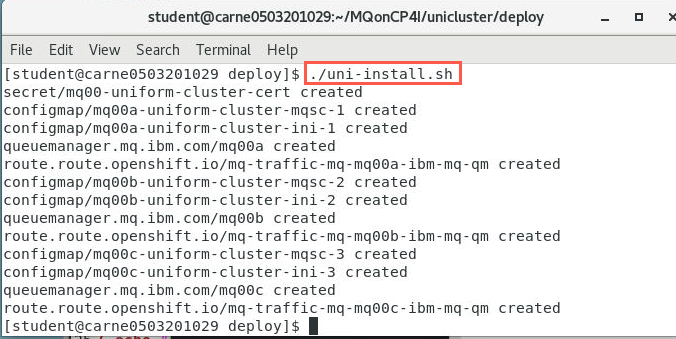 student@carne0503201029:~/MQonCP4I/unicluster/deploy
File Edit View Search Terminal Help
[student@carne0503201029 deploy]$ ./uni-install.sh
secret/mq00-uniform-cluster-cert created
configmap/mq00a-uniform-cluster-mqsc-1 created
configmap/mq00a-uniform-cluster-ini-1 created
queuemanager.mq.ibm.com/mq00a created
route.route.openshift.io/mq-traffic-mq-mq00a-ibm-mq-qm created
configmap/mq00b-uniform-cluster-mqsc-2 created
configmap/mq00b-uniform-cluster-ini-2 created
queuemanager.mq.ibm.com/mq00b created
route.route.openshift.io/mq-traffic-mq-mq00b-ibm-mq-qm created
configmap/mq00c-uniform-cluster-mqsc-3 created
configmap/mq00c-uniform-cluster-ini-3 created
queuemanager.mq.ibm.com/mq00c created
route.route.openshift.io/mq-traffic-mq-mq00c-ibm-mq-qm created
[student@carne0503201029 deploy]$